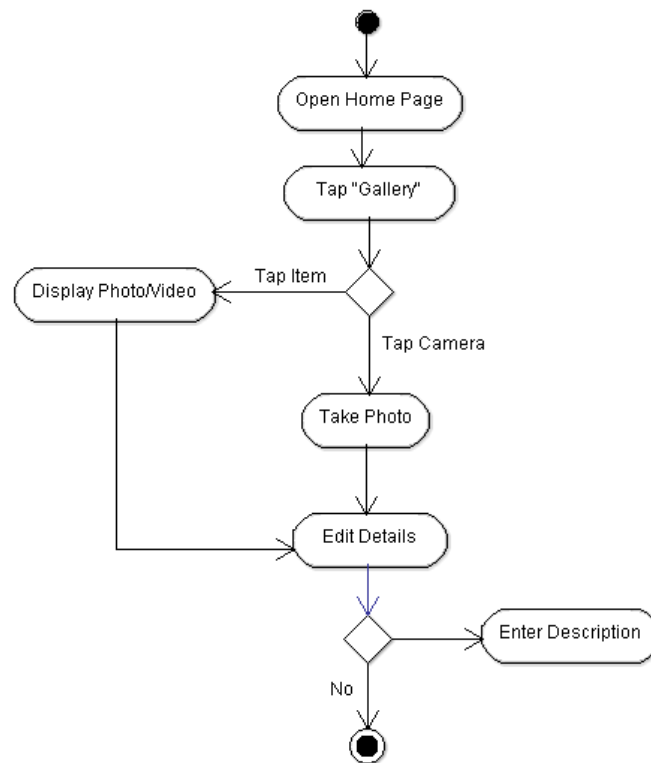 Open Home Page
Tap "Gallery"
Tap Item
Display Photo/Video
Tap Camera
Take Photo
Edit Details
Enter Description
No